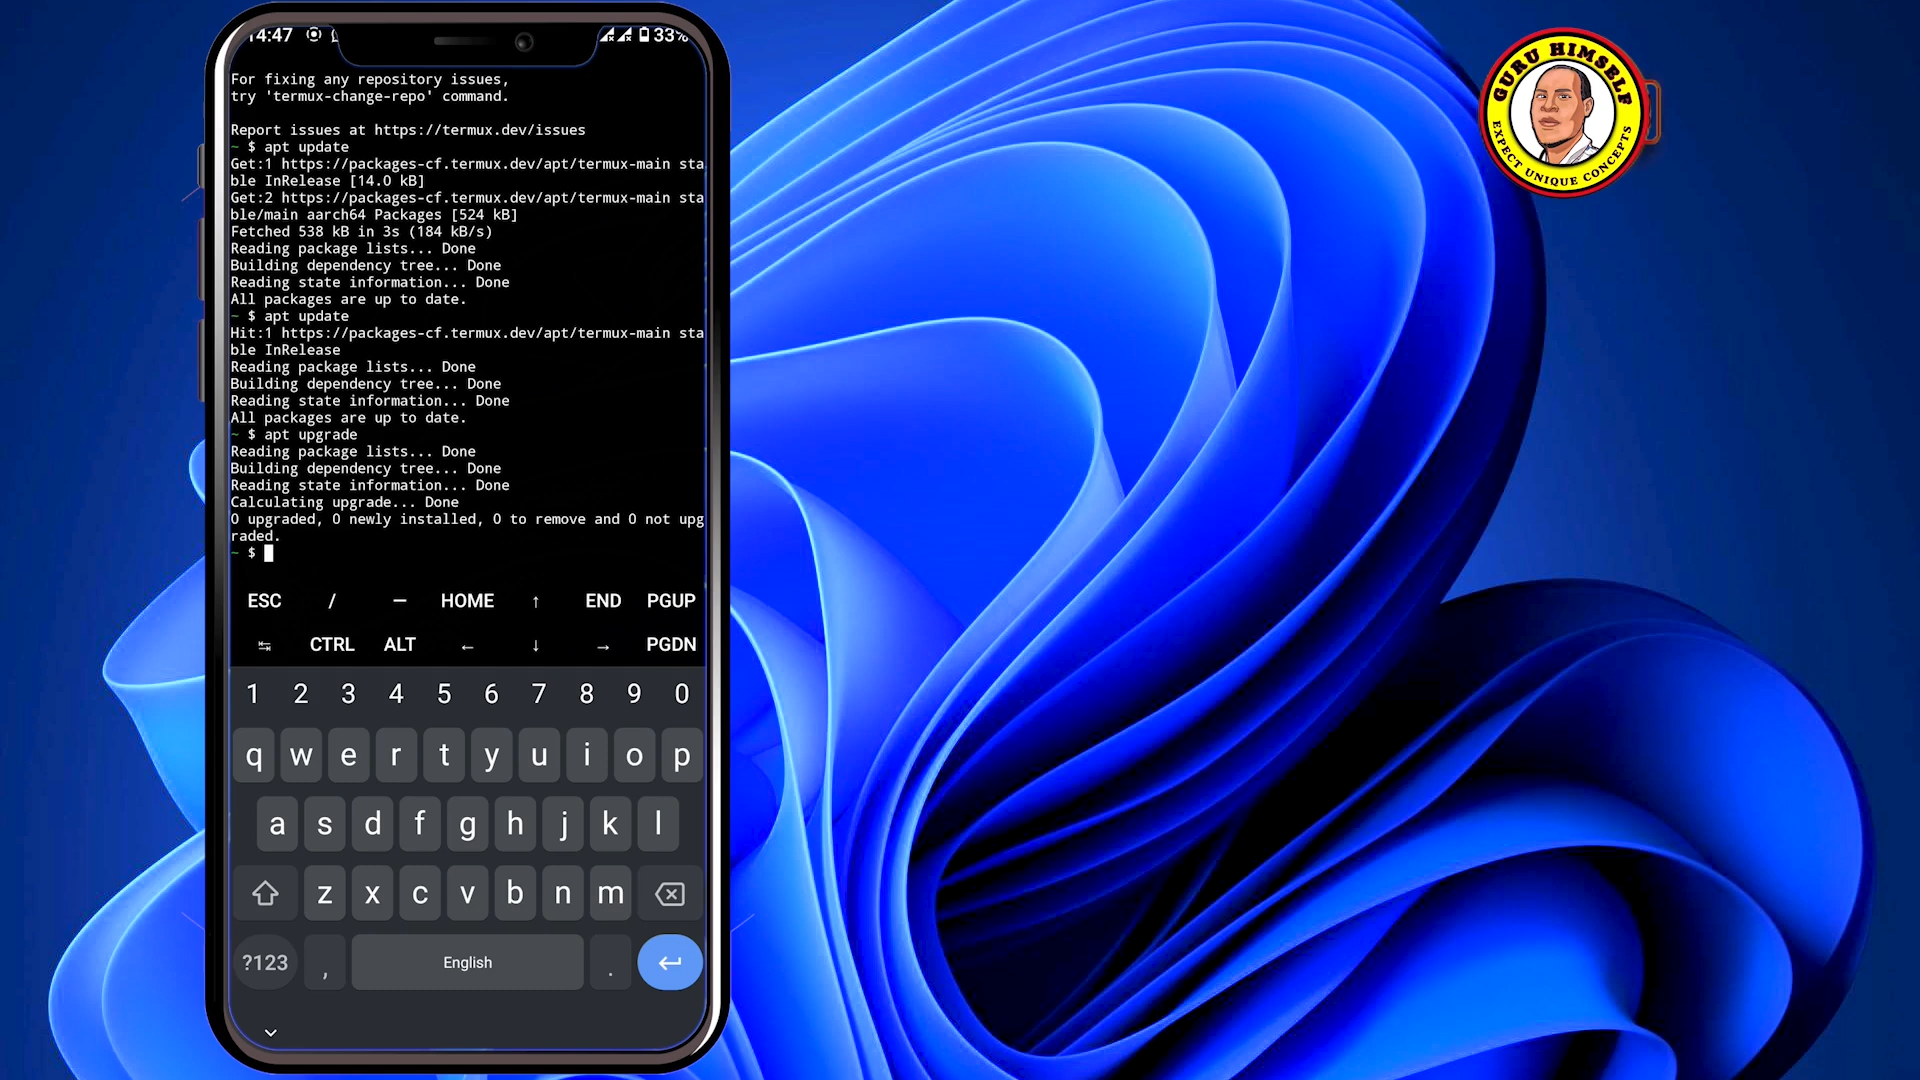 14:47
33%
For fixing any repository issues,
try 'termux-change-repo' command.
Report issues at https://termux.dev/issues
~ $ apt update
Get:1 https://packages-cf.termux.dev/apt/termux-main sta
ble InRelease [14.0 kB]
Get:2 https://packages-cf.termux.dev/apt/termux-main sta
ble/main aarch64 Packages [524 kB]
Fetched 538 kB in 3s (184 kB/s)
Reading package lists... Done
Building dependency tree... Done
Reading state information... Done
All packages are up to date.
~ $ apt update
Hit:1 https://packages-cf.termux.dev/apt/termux-main sta
ble InRelease
Reading package lists... Done
Building dependency tree... Done
Reading state information... Done
All packages are up to date.
~ $ apt upgrade
Reading package lists... Done
Building dependency tree... Done
Reading state information... Done
Calculating upgrade... Done
0 upgraded, 0 newly installed, 0 to remove and 0 not upg
raded.
~ $
ESC / — HOME ↑ END PGUP
↹ CTRL ALT ← ↓ → PGDN
1 2 3 4 5 6 7 8 9 0
q w e r t y u i o p
a s d f g h j k l
z x c v b n m
?123 , English .
GURU HIMSELF
EXPECT UNIQUE CONCEPTS